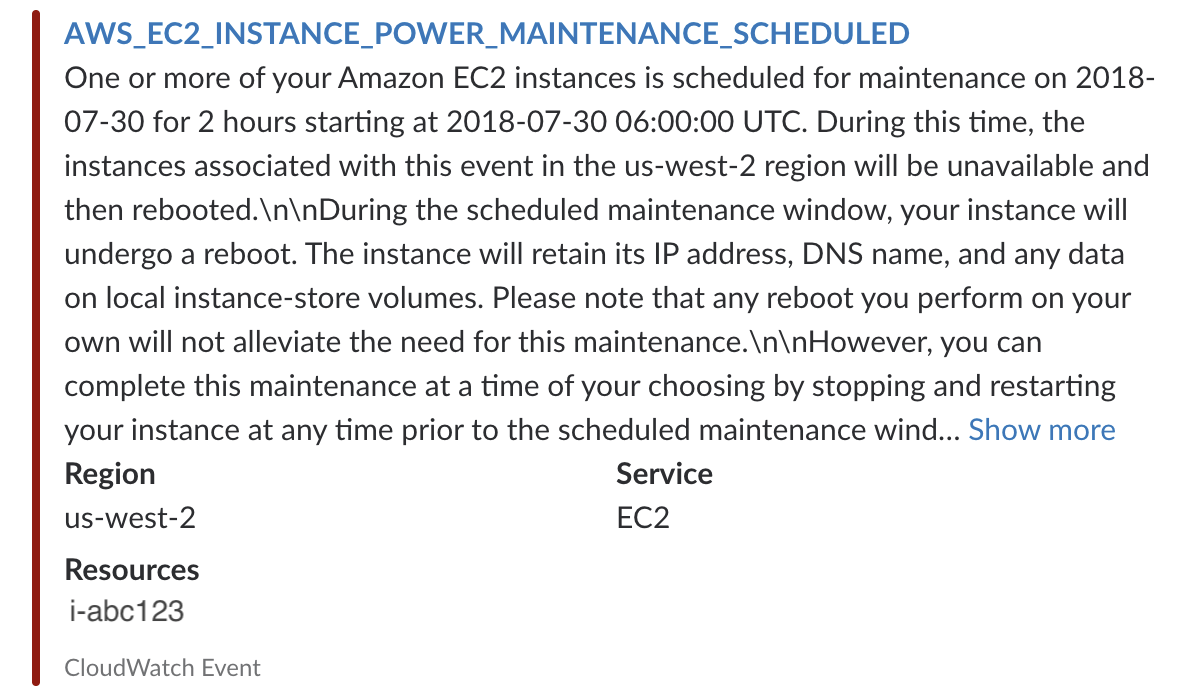 AWS_EC2_INSTANCE_POWER_MAINTENANCE_SCHEDULED
One or more of your Amazon EC2 instances is scheduled for maintenance on 2018-
07-30 for 2 hours starting at 2018-07-30 06:00:00 UTC. During this time, the
instances associated with this event in the us-west-2 region will be unavailable and
then rebooted.\n\nDuring the scheduled maintenance window, your instance will
undergo a reboot. The instance will retain its IP address, DNS name, and any data
on local instance-store volumes. Please note that any reboot you perform on your
own will not alleviate the need for this maintenance.\n\nHowever, you can
complete this maintenance at a time of your choosing by stopping and restarting
your instance at any time prior to the scheduled maintenance wind... Show more
Region Service
us-west-2 EC2
Resources
i-abc123
CloudWatch Event